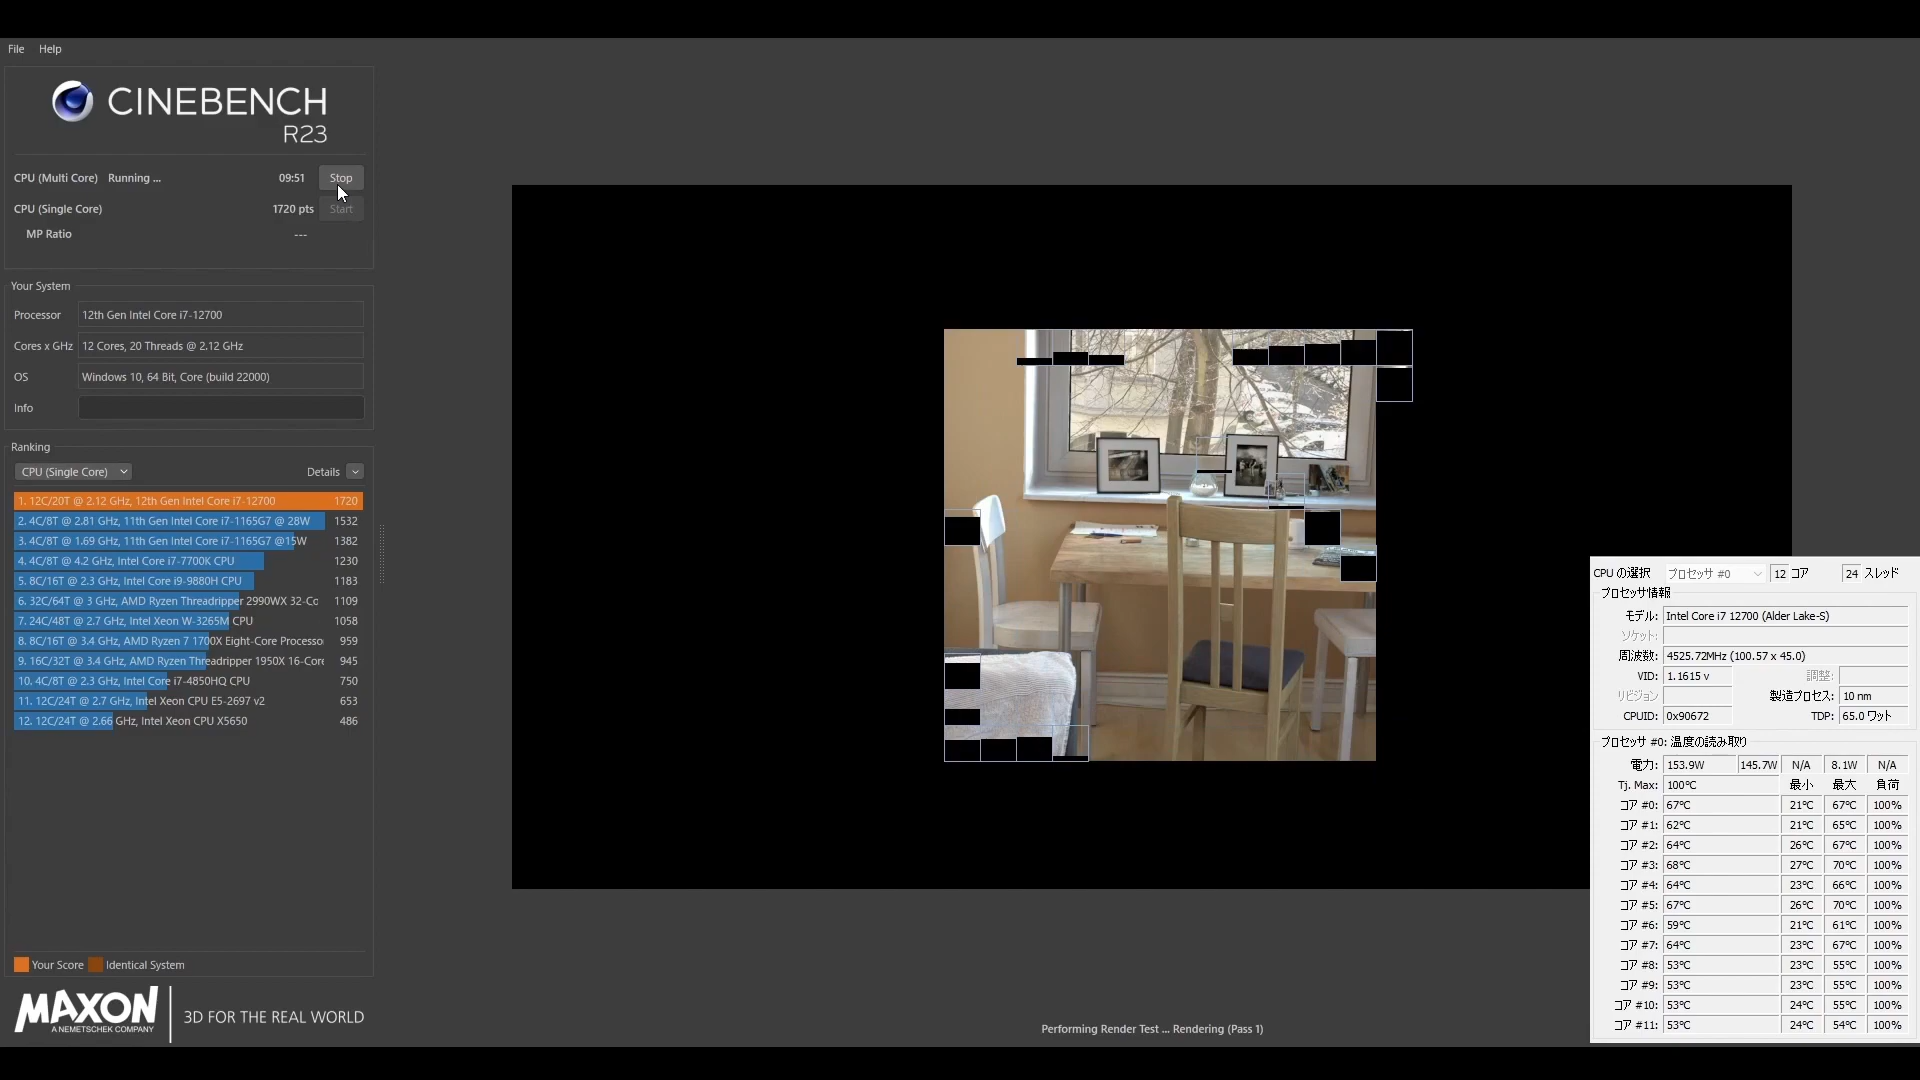 File Help
CINEBENCH
R23
CPU (Multi Core) Running ... 09:51 Stop
CPU (Single Core) 1720 pts Start
MP Ratio ---
Your System
Processor 12th Gen Intel Core i7-12700
Cores x GHz 12 Cores, 20 Threads @ 2.12 GHz
OS Windows 10, 64 Bit, Core (build 22000)
Info
Ranking
CPU (Single Core) Details
1. 12C/20T @ 2.12 GHz, 12th Gen Intel Core i7-12700 1720
2. 4C/8T @ 2.81 GHz, 11th Gen Intel Core i7-1165G7 @ 28W 1532
3. 4C/8T @ 1.69 GHz, 11th Gen Intel Core i7-1165G7 @15W 1382
4. 4C/8T @ 4.2 GHz, Intel Core i7-7700K CPU 1230
5. 8C/16T @ 2.3 GHz, Intel Core i9-9880H CPU 1183
6. 32C/64T @ 3 GHz, AMD Ryzen Threadripper 2990WX 32-Co 1109
7. 24C/48T @ 2.7 GHz, Intel Xeon W-3265M CPU 1058
8. 8C/16T @ 3.4 GHz, AMD Ryzen 7 1700X Eight-Core Processo 959
9. 16C/32T @ 3.4 GHz, AMD Ryzen Threadripper 1950X 16-Core 945
10. 4C/8T @ 2.3 GHz, Intel Core i7-4850HQ CPU 750
11. 12C/24T @ 2.7 GHz, Intel Xeon CPU E5-2697 v2 653
12. 12C/24T @ 2.66 GHz, Intel Xeon CPU X5650 486
Your Score Identical System
MAXON
A NEMETSCHEK COMPANY
3D FOR THE REAL WORLD
Performing Render Test ... Rendering (Pass 1)
CPU の選択 プロセッサ #0 12 コア 24 スレッド
プロセッサ情報
モデル: Intel Core i7 12700 (Alder Lake-S)
ソケット:
周波数: 4525.72MHz (100.57 x 45.0)
VID: 1.1615 v 調整:
リビジョン 製造プロセス: 10 nm
CPUID: 0x90672 TDP: 65.0 ワット
プロセッサ #0: 温度の読み取り
電力: 153.9W 145.7W N/A 8.1W N/A
Tj. Max: 100°C 最小 最大 負荷
コア #0: 67°C 21°C 67°C 100%
コア #1: 62°C 21°C 65°C 100%
コア #2: 64°C 26°C 67°C 100%
コア #3: 68°C 27°C 70°C 100%
コア #4: 64°C 23°C 66°C 100%
コア #5: 67°C 26°C 70°C 100%
コア #6: 59°C 21°C 61°C 100%
コア #7: 64°C 23°C 67°C 100%
コア #8: 53°C 23°C 55°C 100%
コア #9: 53°C 23°C 55°C 100%
コア #10: 53°C 24°C 55°C 100%
コア #11: 53°C 24°C 54°C 100%